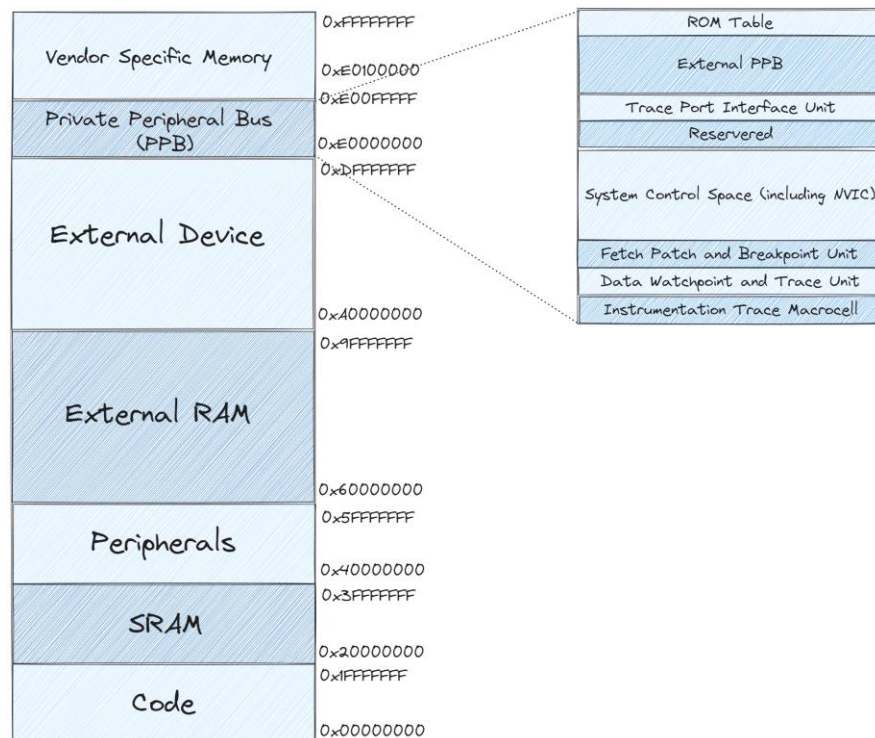 0xFFFFFFFF
Vendor Specific Memory
0xE0100000
0xE00FFFFF
Private Peripheral Bus
(PPB)
0xE0000000
0xDFFFFFFF
External Device
0xA0000000
0x9FFFFFFF
External RAM
0x60000000
0x5FFFFFFF
Peripherals
0x40000000
0x3FFFFFFF
SRAM
0x20000000
0x1FFFFFFF
Code
0x00000000
ROM Table
External PPB
Trace Port Interface Unit
Reservered
System Control Space (including NVIC)
Fetch Patch and Breakpoint Unit
Data Watchpoint and Trace Unit
Instrumentation Trace Macrocell